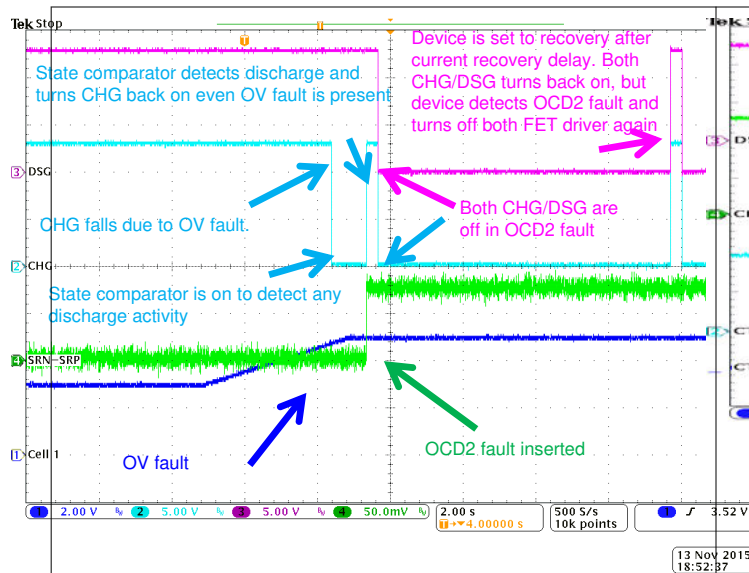 Tek Stop
T
T
Device is set to recovery after
current recovery delay. Both
CHG/DSG turns back on, but
device detects OCD2 fault and
turns off both FET driver again
State comparator detects discharge and
turns CHG back on even OV fault is present
3 DSG
CHG falls due to OV fault.
Both CHG/DSG are
off in OCD2 fault
2 CHG
State comparator is on to detect any
discharge activity
4 SRN-SRP
OV fault
OCD2 fault inserted
1 Cell 1
1 2.00 V 2 5.00 V 3 5.00 V 4 50.0mV
2.00 s
T→▼4.00000 s
500 S/s
10k points
1 3.52 V
13 Nov 2015
18:52:37
Tek
3
2